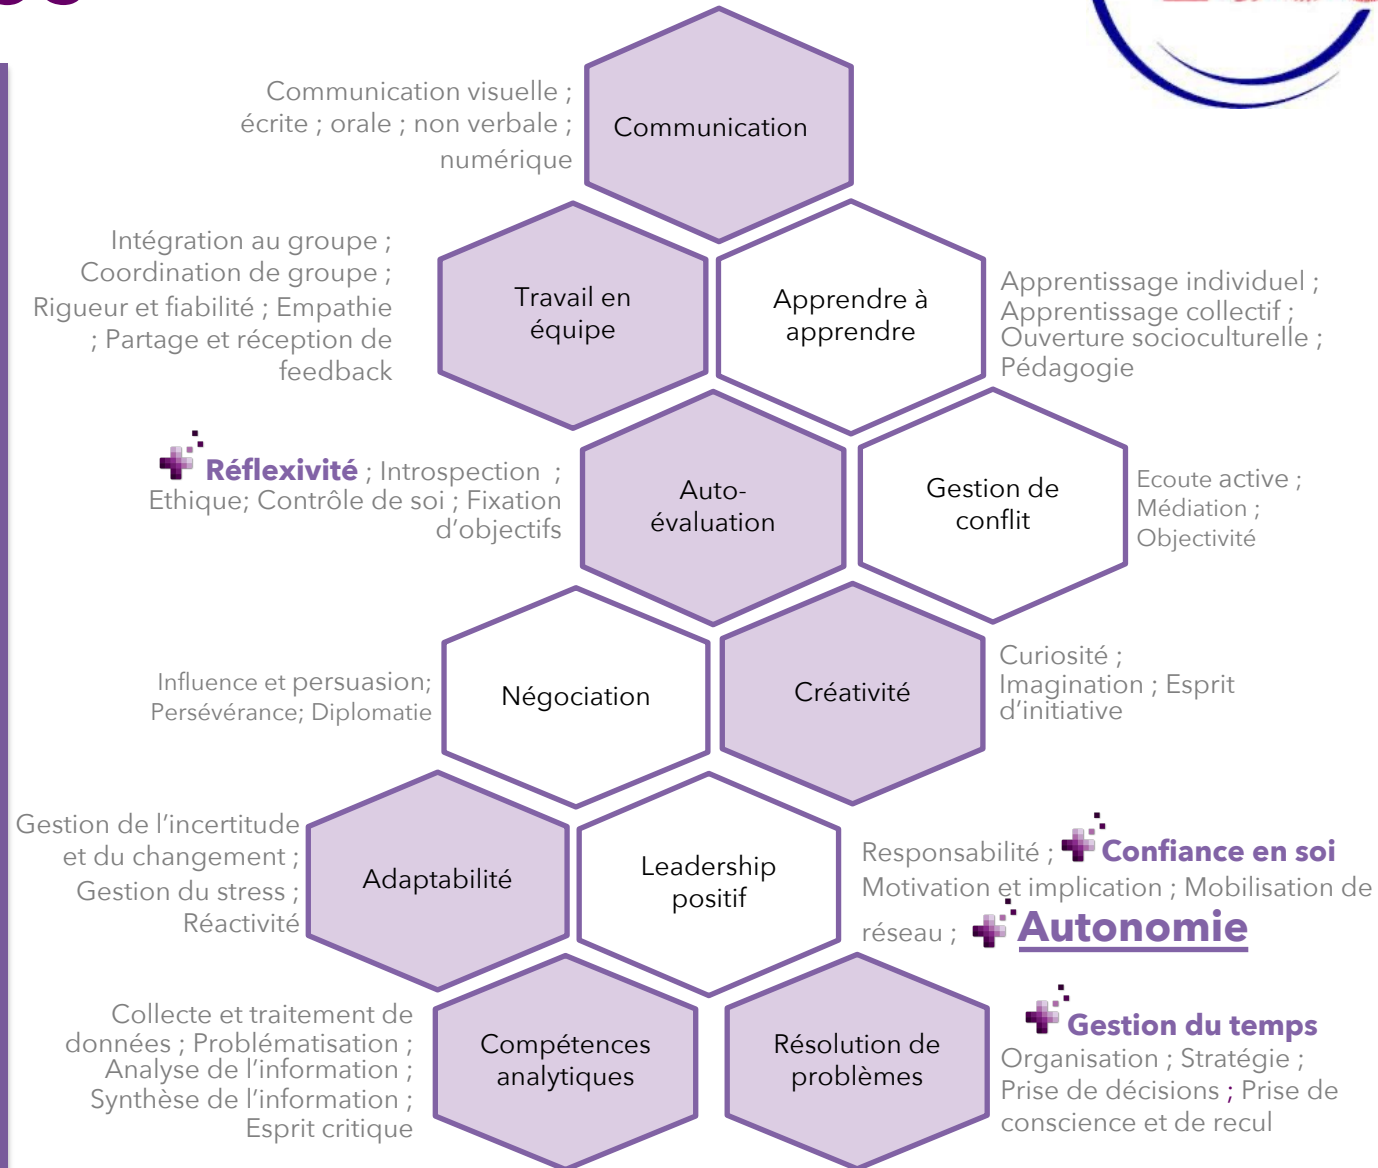 Communication visuelle ;
écrite ; orale ; non verbale ;
numérique
Communication
Intégration au groupe ;
Coordination de groupe ;
Rigueur et fiabilité ; Empathie
; Partage et réception de
feedback
Travail en
équipe
Apprendre à
apprendre
Apprentissage individuel ;
Apprentissage collectif ;
Ouverture socioculturelle ;
Pédagogie
Réflexivité ; Introspection ;
Ethique; Contrôle de soi ; Fixation
d'objectifs
Auto-
évaluation
Gestion de
conflit
Ecoute active ;
Médiation ;
Objectivité
Influence et persuasion;
Persévérance; Diplomatie
Négociation
Créativité
Curiosité ;
Imagination ; Esprit
d'initiative
Gestion de l'incertitude
et du changement ;
Gestion du stress ;
Réactivité
Adaptabilité
Leadership
positif
Responsabilité ; Confiance en soi
Motivation et implication ; Mobilisation de
réseau ; Autonomie
Collecte et traitement de
données ; Problématisation ;
Analyse de l'information ;
Synthèse de l'information ;
Esprit critique
Compétences
analytiques
Résolution de
problèmes
Gestion du temps
Organisation ; Stratégie ;
Prise de décisions ; Prise de
conscience et de recul